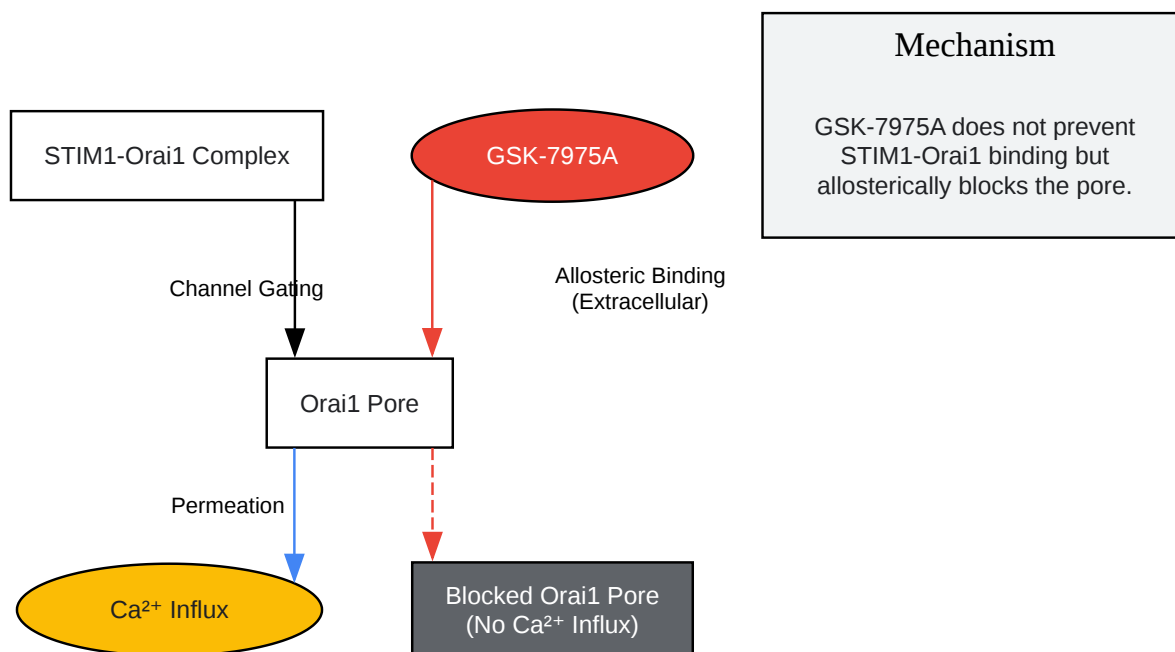 Mechanism
STIM1-Orai1 Complex
GSK-7975A
GSK-7975A does not prevent
STIM1-Orai1 binding but
allosterically blocks the pore.
Channel Gating
Allosteric Binding
(Extracellular)
Orai1 Pore
Permeation
Ca²⁺ Influx
Blocked Orai1 Pore
(No Ca²⁺ Influx)